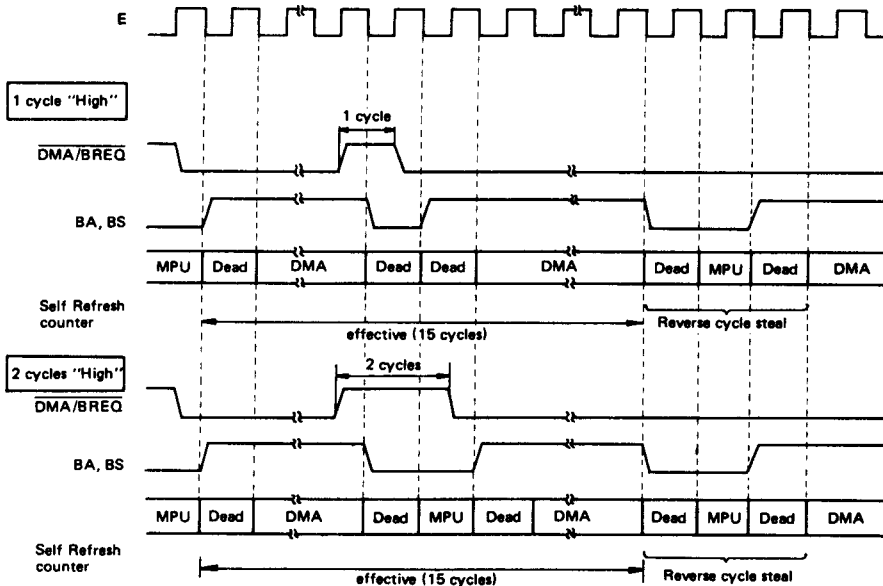 E
1 cycle "High"
1 cycle
DMA/BREQ
BA, BS
MPU Dead DMA Dead Dead DMA Dead MPU Dead DMA
Self Refresh
counter
effective (15 cycles)
Reverse cycle steal
2 cycles "High"
2 cycles
DMA/BREQ
BA, BS
MPU Dead DMA Dead MPU Dead DMA Dead MPU Dead DMA
Self Refresh
counter
effective (15 cycles)
Reverse cycle steal